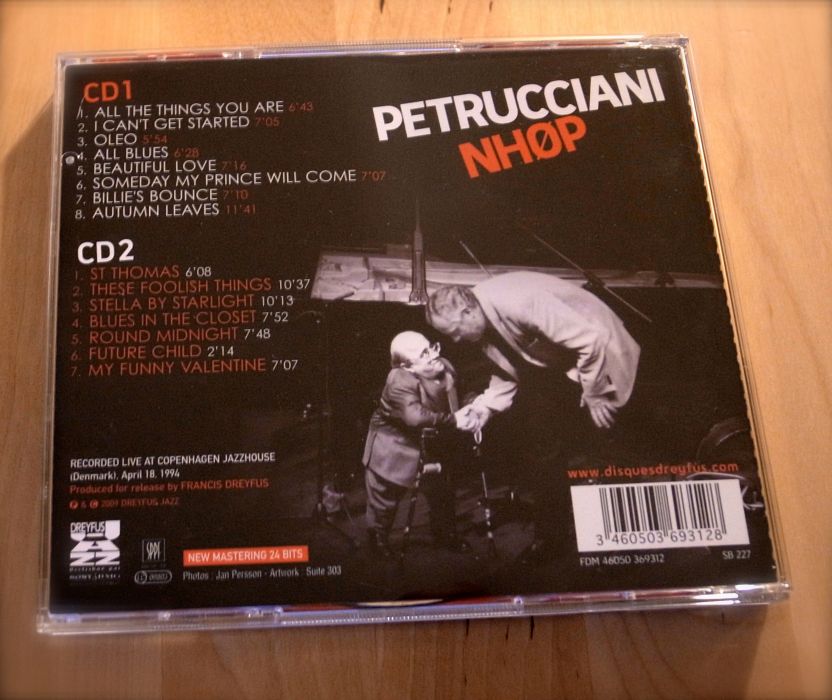 CD1
1. ALL THE THINGS YOU ARE 6'43
2. I CAN'T GET STARTED 7'05
3. OLEO 5'54
4. ALL BLUES 6'28
5. BEAUTIFUL LOVE 7'16
6. SOMEDAY MY PRINCE WILL COME 7'07
7. BILLIE'S BOUNCE 7'10
8. AUTUMN LEAVES 11'41
PETRUCCIANI
NHØP
CD2
1. ST THOMAS 6'08
2. THESE FOOLISH THINGS 10'37
3. STELLA BY STARLIGHT 10'13
4. BLUES IN THE CLOSET 7'52
5. ROUND MIDNIGHT 7'48
6. FUTURE CHILD 2'14
7. MY FUNNY VALENTINE 7'07
RECORDED LIVE AT COPENHAGEN JAZZHOUSE
(Denmark), April 18, 1994
Produced for release by FRANCIS DREYFUS
℗ & © 2009 DREYFUS JAZZ
DREYFUS
JAZZ
NEW MASTERING 24 BITS
Photos : Jan Persson - Artwork : Suite 303
www.disquesdreyfus.com
3 460503 693128
FDM 46050 369312
SB 227